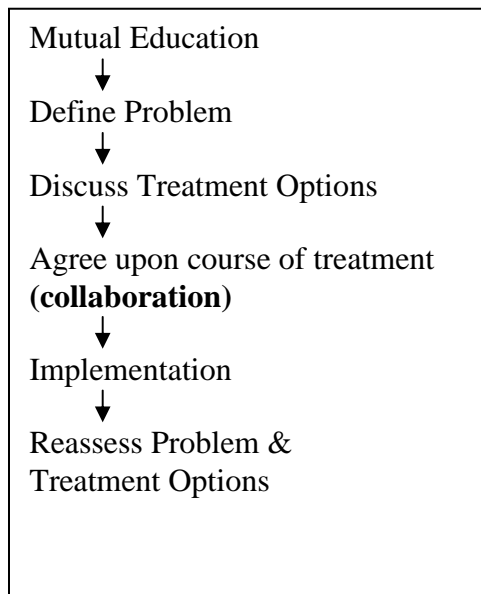 Mutual Education
Define Problem
Discuss Treatment Options
Agree upon course of treatment
(collaboration)
Implementation
Reassess Problem &
Treatment Options